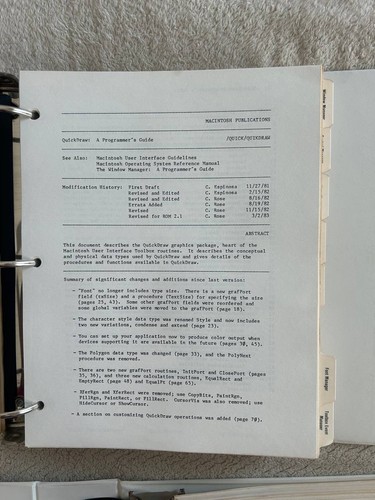 MACINTOSH PUBLICATIONS
QuickDraw: A Programmer's Guide /QUICK/QUIKDRAW
See Also: Macintosh User Interface Guidelines
Macintosh Operating System Reference Manual
The Window Manager: A Programmer's Guide
Modification History: First Draft C. Espinosa 11/27/81
Revised and Edited C. Espinosa 2/15/82
Revised and Edited C. Rose 8/16/82
Errata Added C. Rose 8/19/82
Revised C. Rose 11/15/82
Revised for ROM 2.1 C. Rose 3/2/83
ABSTRACT
This document describes the QuickDraw graphics package, heart of the
Macintosh User Interface Toolbox routines. It describes the conceptual
and physical data types used by QuickDraw and gives details of the
procedures and functions available in QuickDraw.
Summary of significant changes and additions since last version:
- "Font" no longer includes type size. There is a new grafPort
field (txSize) and a procedure (TextSize) for specifying the size
(pages 25, 43). Some other grafPort fields were reordered and
some global variables were moved to the grafPort (page 18).
- The character style data type was renamed Style and now includes
two new variations, condense and extend (page 23).
- You can set up your application now to produce color output when
devices supporting it are available in the future (pages 30, 45).
- The Polygon data type was changed (page 33), and the PolyNext
procedure was removed.
- There are two new grafPort routines, InitPort and ClosePort (pages
35, 36), and three new calculation routines, EqualRect and
EmptyRect (page 48) and EqualPt (page 65).
- XferRgn and XferRect were removed; use CopyBits, PaintRgn,
FillRgn, PaintRect, or FillRect. CursorVis was also removed; use
HideCursor or ShowCursor.
- A section on customizing QuickDraw operations was added (page 70).
Window Manager
Font Manager
Toolbox Event
Manager